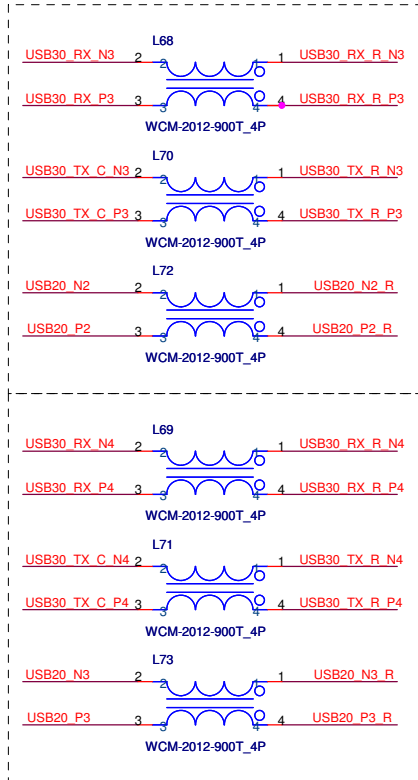 L68
USB30_RX_N3 2 2 1 1 USB30_RX_R_N3
USB30_RX_P3 3 3 4 4 USB30_RX_R_P3
WCM-2012-900T_4P
L70
USB30_TX_C_N3 2 2 1 1 USB30_TX_R_N3
USB30_TX_C_P3 3 3 4 4 USB30_TX_R_P3
WCM-2012-900T_4P
L72
USB20_N2 2 2 1 1 USB20_N2_R
USB20_P2 3 3 4 4 USB20_P2_R
WCM-2012-900T_4P
L69
USB30_RX_N4 2 2 1 1 USB30_RX_R_N4
USB30_RX_P4 3 3 4 4 USB30_RX_R_P4
WCM-2012-900T_4P
L71
USB30_TX_C_N4 2 2 1 1 USB30_TX_R_N4
USB30_TX_C_P4 3 3 4 4 USB30_TX_R_P4
WCM-2012-900T_4P
L73
USB20_N3 2 2 1 1 USB20_N3_R
USB20_P3 3 3 4 4 USB20_P3_R
WCM-2012-900T_4P